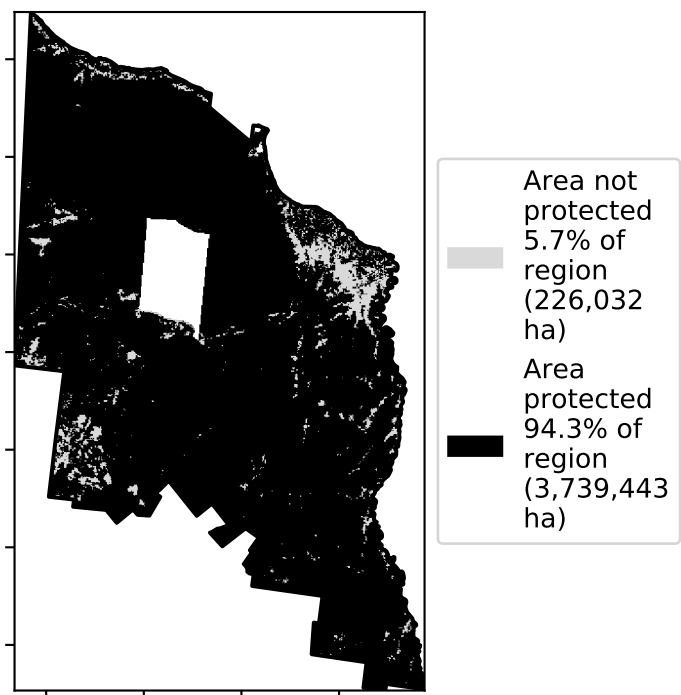 Area not
protected
5.7% of
region
(226,032
ha)
Area
protected
94.3% of
region
(3,739,443
ha)